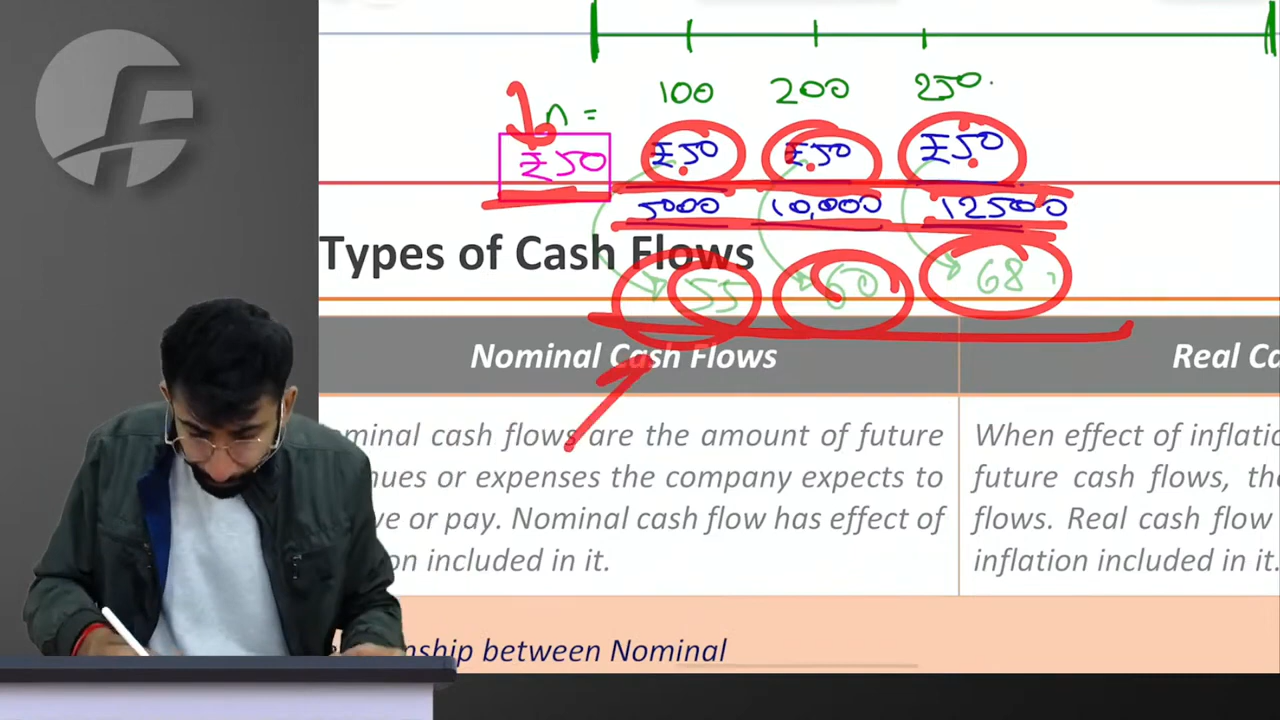 100 200 250
n =
₹50 ₹50 ₹50 ₹50
5000 10,000 12500
Types of Cash Flows
55 60 68
Nominal Cash Flows Real Ca
minal cash flows are the amount of future
nues or expenses the company expects to
ve or pay. Nominal cash flow has effect of
on included in it.
When effect of inflatio
future cash flows, the
flows. Real cash flow
inflation included in it.
nship between Nominal